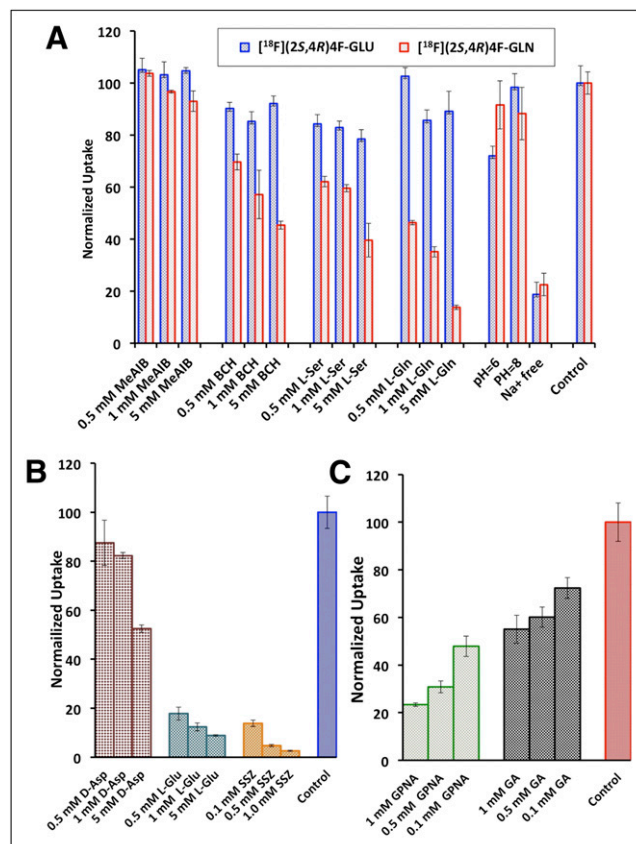 A
[18F](2S,4R)4F-GLU
[18F](2S,4R)4F-GLN
Normalized Uptake
120
100
80
60
40
20
0
0.5 mM MeAIB
1 mM MeAIB
5 mM MeAIB
0.5 mM BCH
1 mM BCH
5 mM BCH
0.5 mM L-Ser
1 mM L-Ser
5 mM L-Ser
0.5 mM L-Gln
1 mM L-Gln
5 mM L-Gln
pH=6
PH=8
Na+ free
Control
B
Normailized Uptake
120
100
80
60
40
20
0
0.5 mM D-Asp
1 mM D-Asp
5 mM D-Asp
0.5 mM L-Glu
1 mM L-Glu
5 mM L-Glu
0.1 mM SSZ
0.5 mM SSZ
1.0 mM SSZ
Control
C
Normalized Uptake
120
100
80
60
40
20
0
1 mM GPNA
0.5 mM GPNA
0.1 mM GPNA
1 mM GA
0.5 mM GA
0.1 mM GA
Control